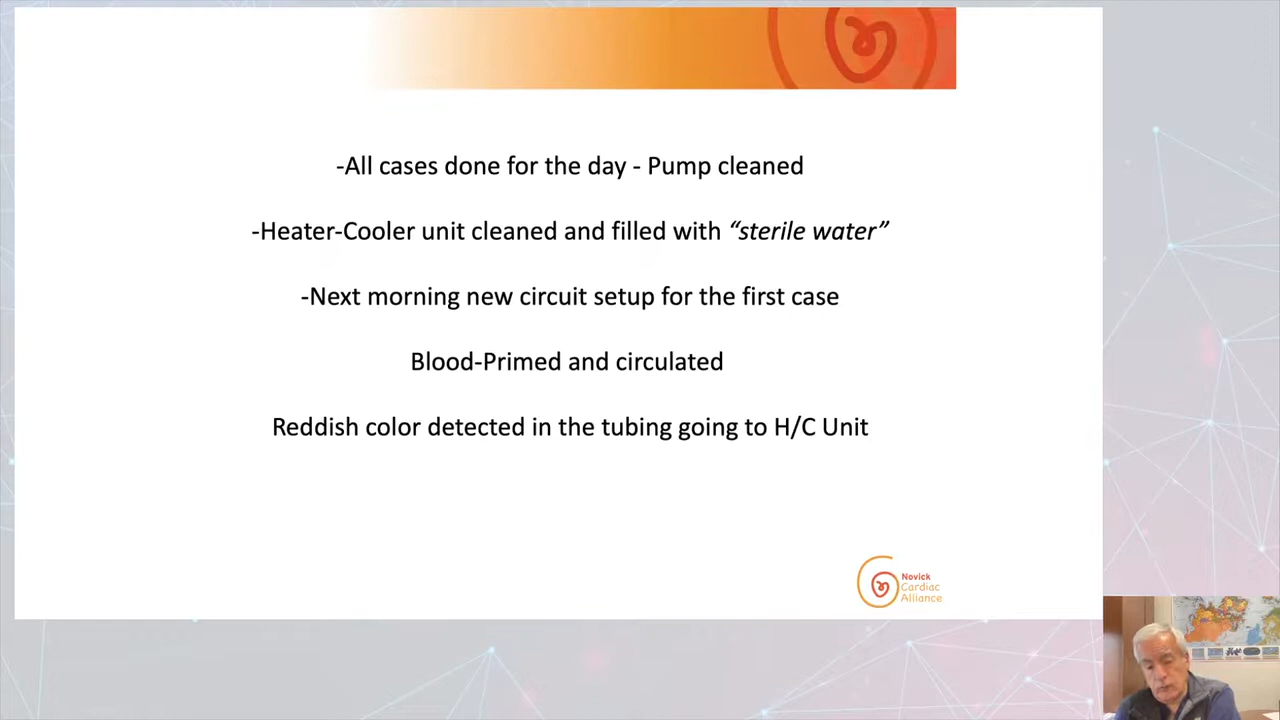 -All cases done for the day - Pump cleaned
-Heater-Cooler unit cleaned and filled with “sterile water”
-Next morning new circuit setup for the first case
Blood-Primed and circulated
Reddish color detected in the tubing going to H/C Unit
Novick
Cardiac
Alliance